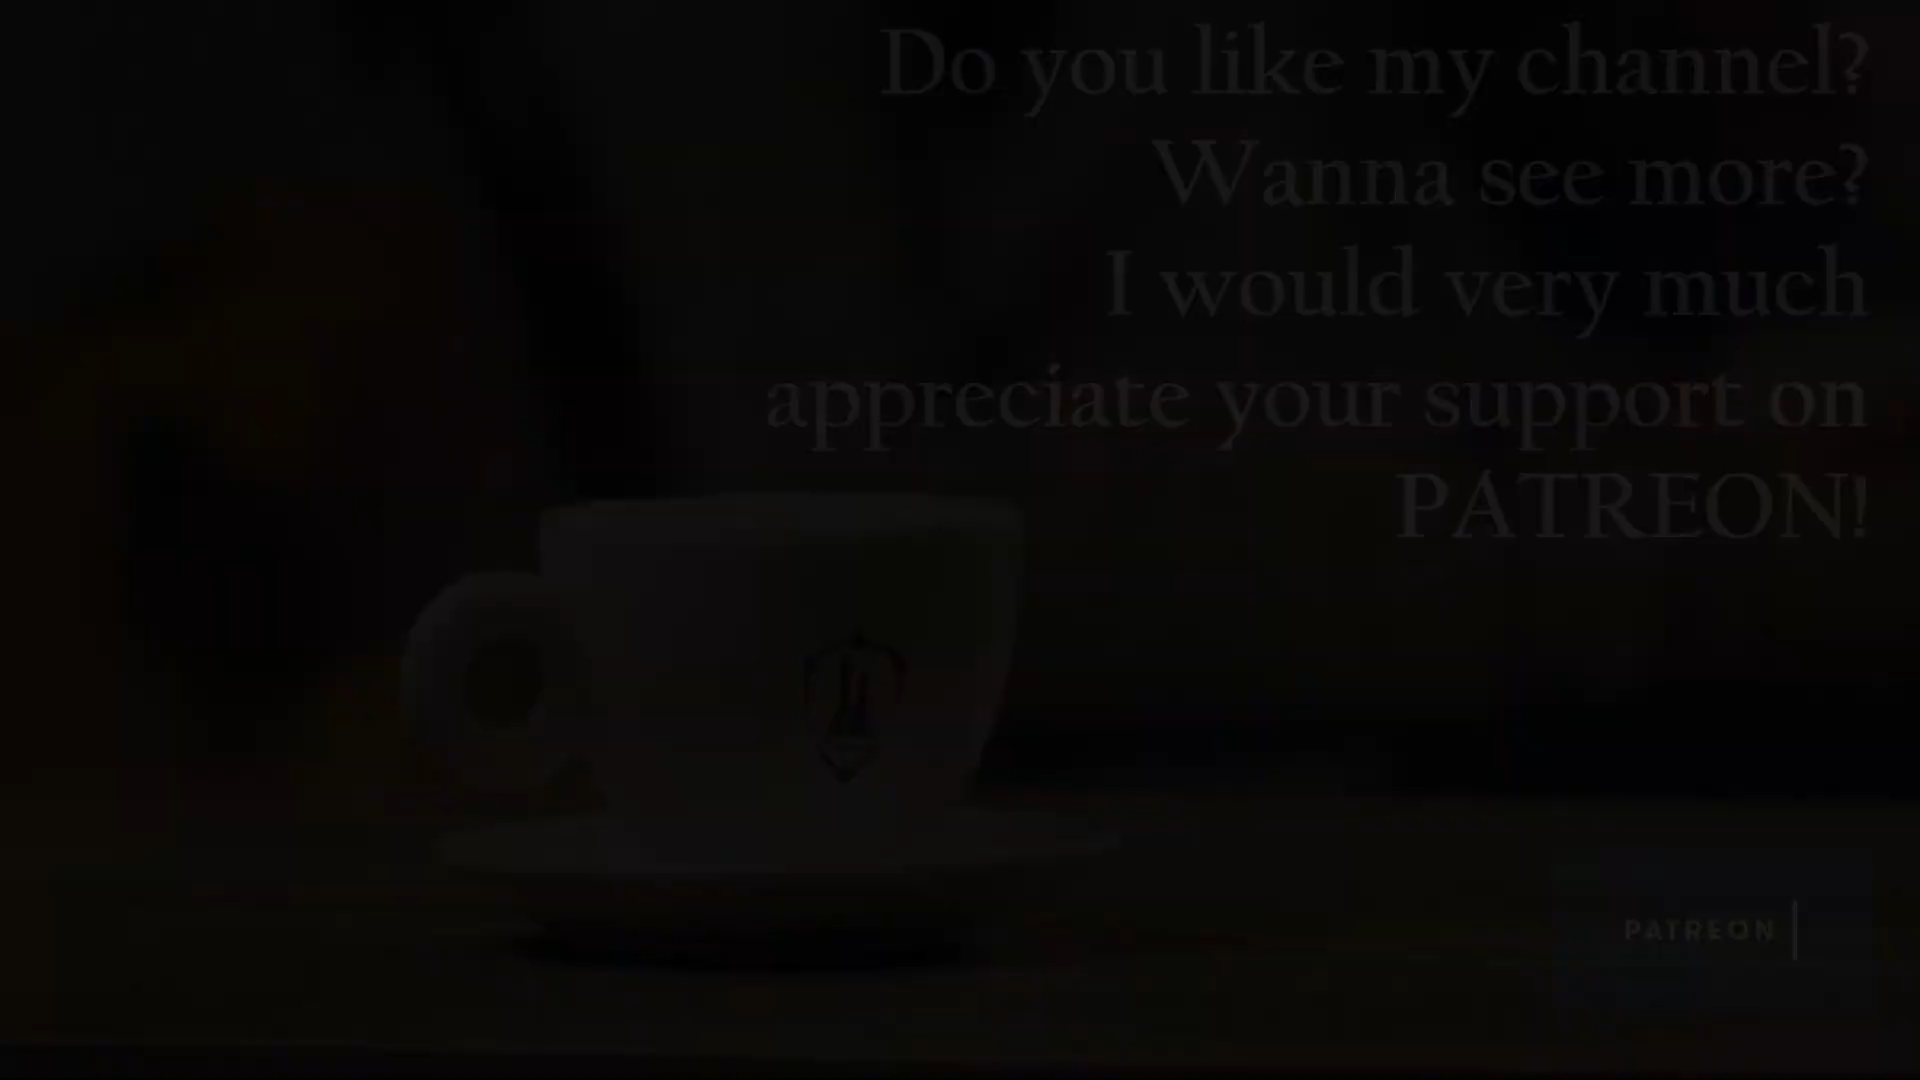 Do you like my channel?
Wanna see more?
I would very much
appreciate your support on
PATREON!
PATREON